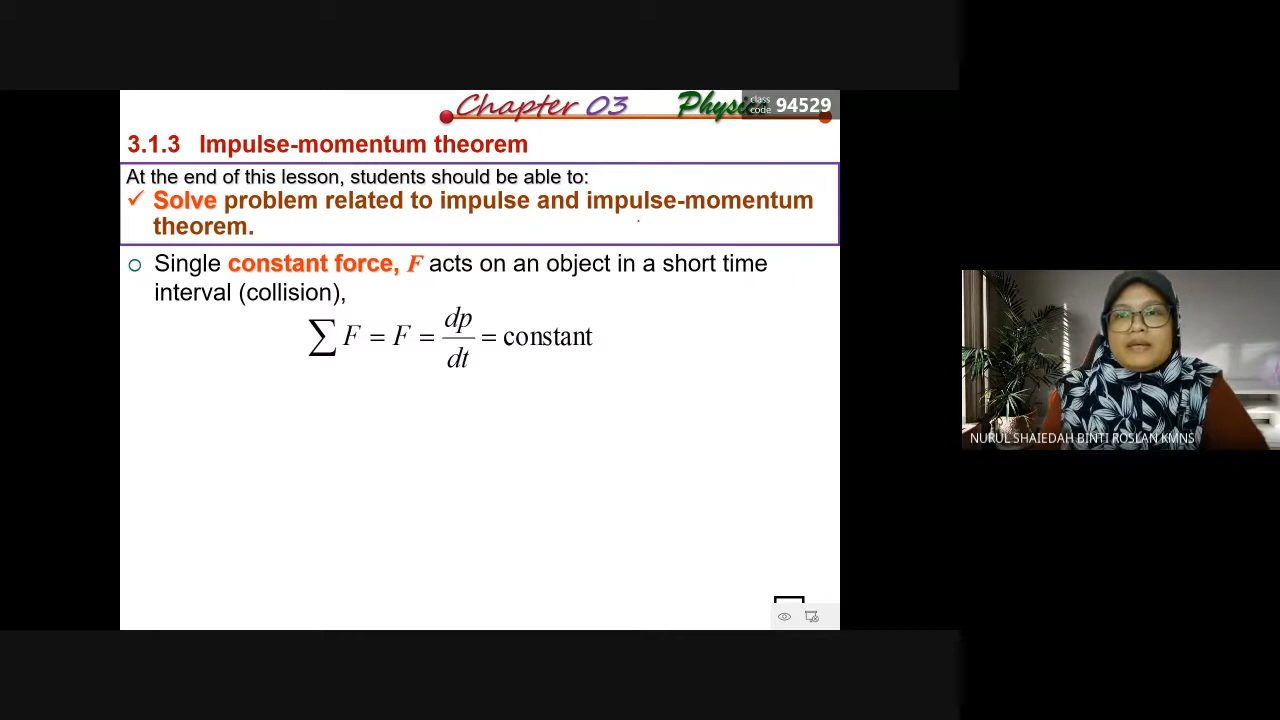 Chapter 03 Physics
class code 94529
3.1.3 Impulse-momentum theorem
At the end of this lesson, students should be able to:
✓ Solve problem related to impulse and impulse-momentum
theorem.
○ Single constant force, F acts on an object in a short time
interval (collision),
∑ F = F = dp/dt = constant
NURUL SHAIEDAH BINTI ROSLAN KMNS